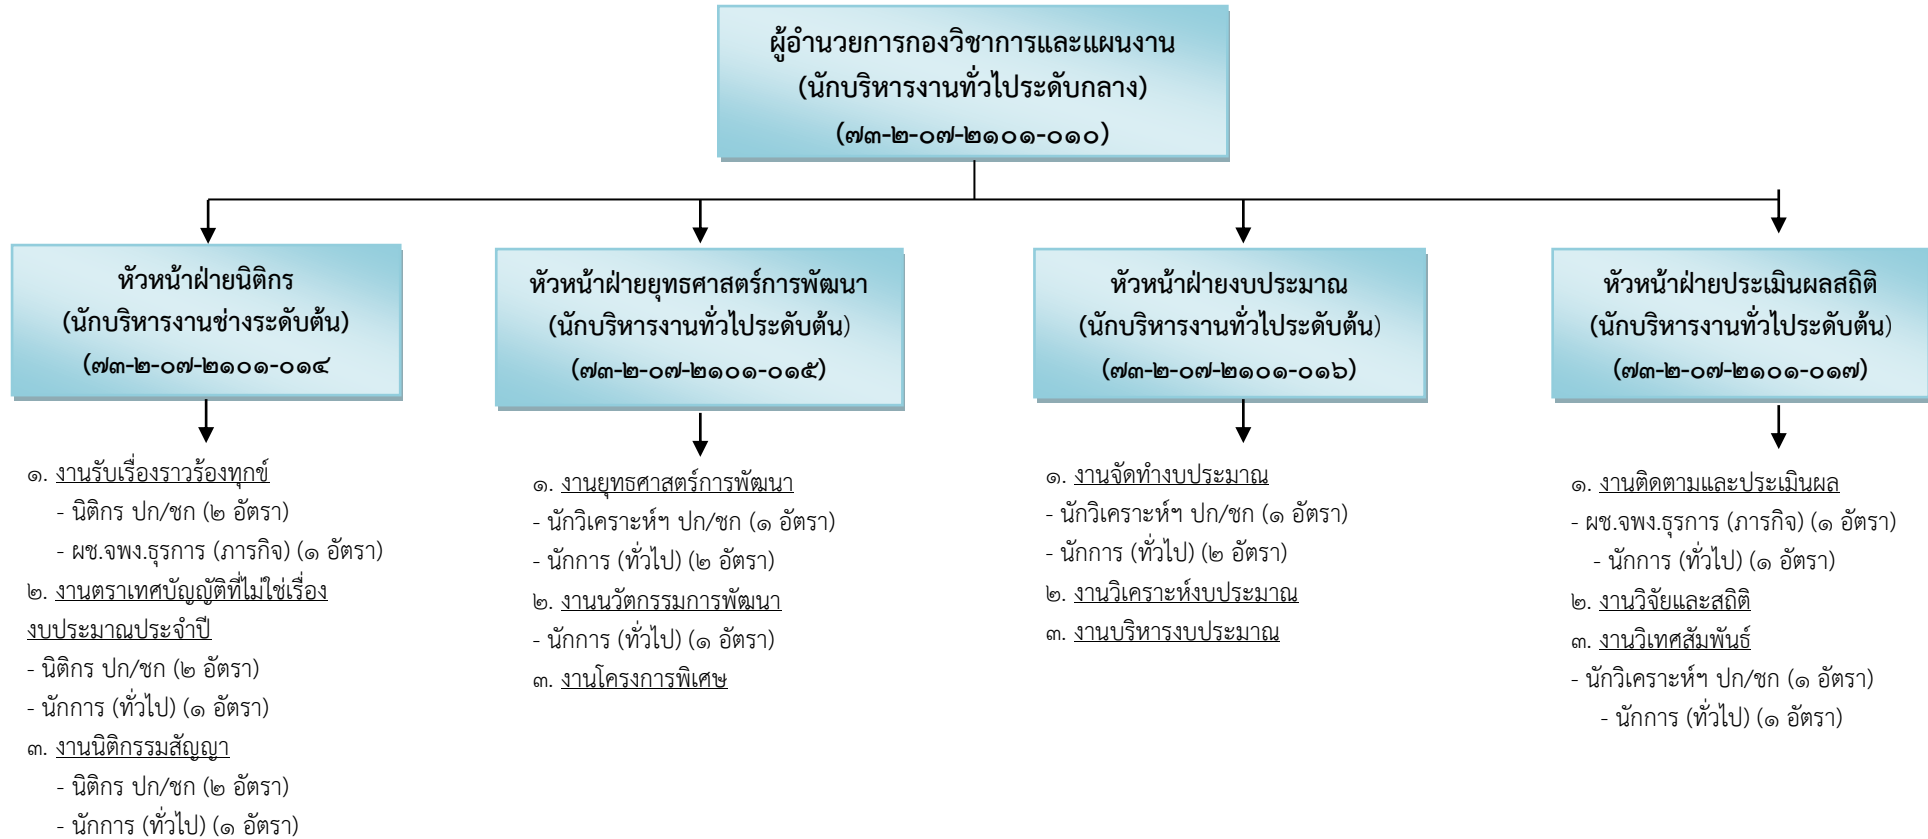 ผู้อำนวยการกองวิชาการและแผนงาน
(นักบริหารงานทั่วไประดับกลาง)
(๗๓-๒-๐๗-๒๑๐๑-๐๑๐)
หัวหน้าฝ่ายนิติกร
(นักบริหารงานช่างระดับต้น)
(๗๓-๒-๐๗-๒๑๐๑-๐๑๔
๑. งานรับเรื่องราวร้องทุกข์
- นิติกร ปก/ชก (๒ อัตรา)
- ผช.จพง.ธุรการ (ภารกิจ) (๑ อัตรา)
๒. งานตราเทศบัญญัติที่ไม่ใช่เรื่อง
งบประมาณประจำปี
- นิติกร ปก/ชก (๒ อัตรา)
- นักการ (ทั่วไป) (๑ อัตรา)
๓. งานนิติกรรมสัญญา
- นิติกร ปก/ชก (๒ อัตรา)
- นักการ (ทั่วไป) (๑ อัตรา)
หัวหน้าฝ่ายยุทธศาสตร์การพัฒนา
(นักบริหารงานทั่วไประดับต้น)
(๗๓-๒-๐๗-๒๑๐๑-๐๑๕)
๑. งานยุทธศาสตร์การพัฒนา
- นักวิเคราะห์ฯ ปก/ชก (๑ อัตรา)
- นักการ (ทั่วไป) (๒ อัตรา)
๒. งานนวัตกรรมการพัฒนา
- นักการ (ทั่วไป) (๑ อัตรา)
๓. งานโครงการพิเศษ
หัวหน้าฝ่ายงบประมาณ
(นักบริหารงานทั่วไประดับต้น)
(๗๓-๒-๐๗-๒๑๐๑-๐๑๖)
๑. งานจัดทำงบประมาณ
- นักวิเคราะห์ฯ ปก/ชก (๑ อัตรา)
- นักการ (ทั่วไป) (๒ อัตรา)
๒. งานวิเคราะห์งบประมาณ
๓. งานบริหารงบประมาณ
หัวหน้าฝ่ายประเมินผลสถิติ
(นักบริหารงานทั่วไประดับต้น)
(๗๓-๒-๐๗-๒๑๐๑-๐๑๗)
๑. งานติดตามและประเมินผล
- ผช.จพง.ธุรการ (ภารกิจ) (๑ อัตรา)
- นักการ (ทั่วไป) (๑ อัตรา)
๒. งานวิจัยและสถิติ
๓. งานวิเทศสัมพันธ์
- นักวิเคราะห์ฯ ปก/ชก (๑ อัตรา)
- นักการ (ทั่วไป) (๑ อัตรา)